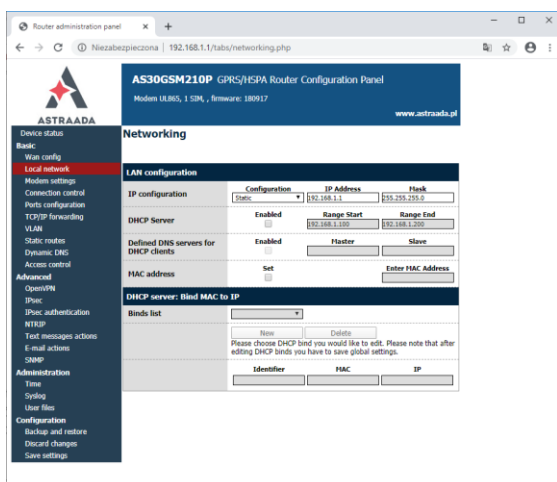 Router administration panel
Niezabezpieczona | 192.168.1.1/tabs/networking.php
ASTRAADA
AS30GSM210P GPRS/HSPA Router Configuration Panel
Modem UL865, 1 SIM, , firmware: 180917
www.astraada.pl
Device status
Basic
Wan config
Local network
Modem settings
Connection control
Ports configuration
TCP/IP forwarding
VLAN
Static routes
Dynamic DNS
Access control
Advanced
OpenVPN
IPsec
IPsec authentication
NTRIP
Text messages actions
E-mail actions
SNMP
Administration
Time
Syslog
User files
Configuration
Backup and restore
Discard changes
Save settings
Networking
LAN configuration
IP configuration
Configuration IP Address Mask
Static 192.168.1.1 255.255.255.0
DHCP Server
Enabled Range Start Range End
192.168.1.100 192.168.1.200
Defined DNS servers for
DHCP clients
Enabled Master Slave
MAC address
Set Enter MAC Address
DHCP server: Bind MAC to IP
Binds list
New Delete
Please choose DHCP bind you would like to edit. Please note that after
editing DHCP binds you have to save global settings.
Identifier MAC IP